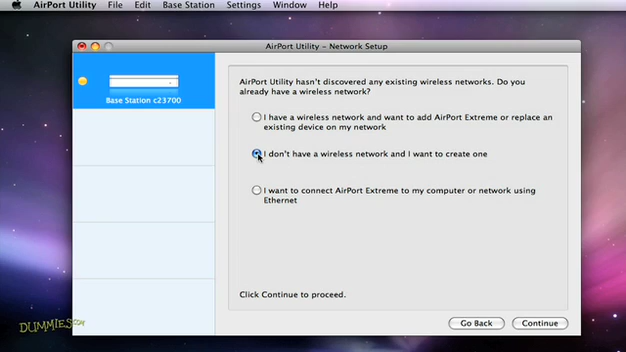 AirPort Utility File Edit Base Station Settings Window Help
AirPort Utility – Network Setup
AirPort Utility hasn't discovered any existing wireless networks. Do you
already have a wireless network?
Base Station c23700
I have a wireless network and want to add AirPort Extreme or replace an
existing device on my network
I don't have a wireless network and I want to create one
I want to connect AirPort Extreme to my computer or network using
Ethernet
Click Continue to proceed.
Go Back Continue
DUMMIES.com